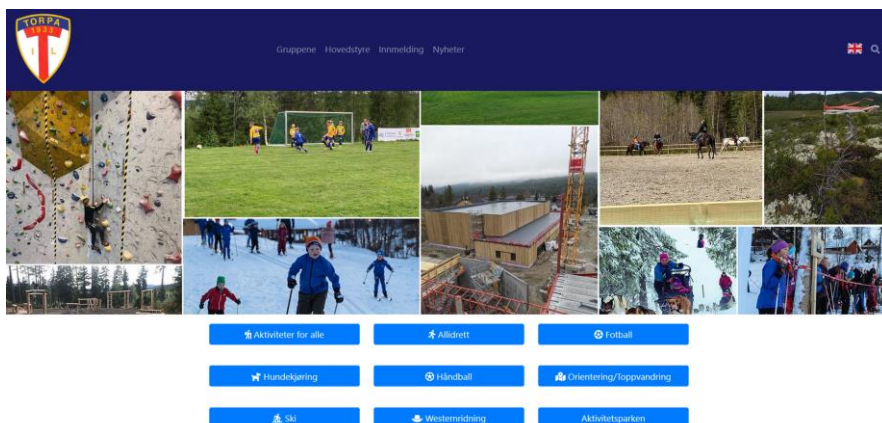 TORPA
1933
I L
Gruppene Hovedstyre Innmelding Nyheter
Aktiviteter for alle
Allidrett
Fotball
Hundekjøring
Håndball
Orientering/Toppvandring
Ski
Westernridning
Aktivitetsparken